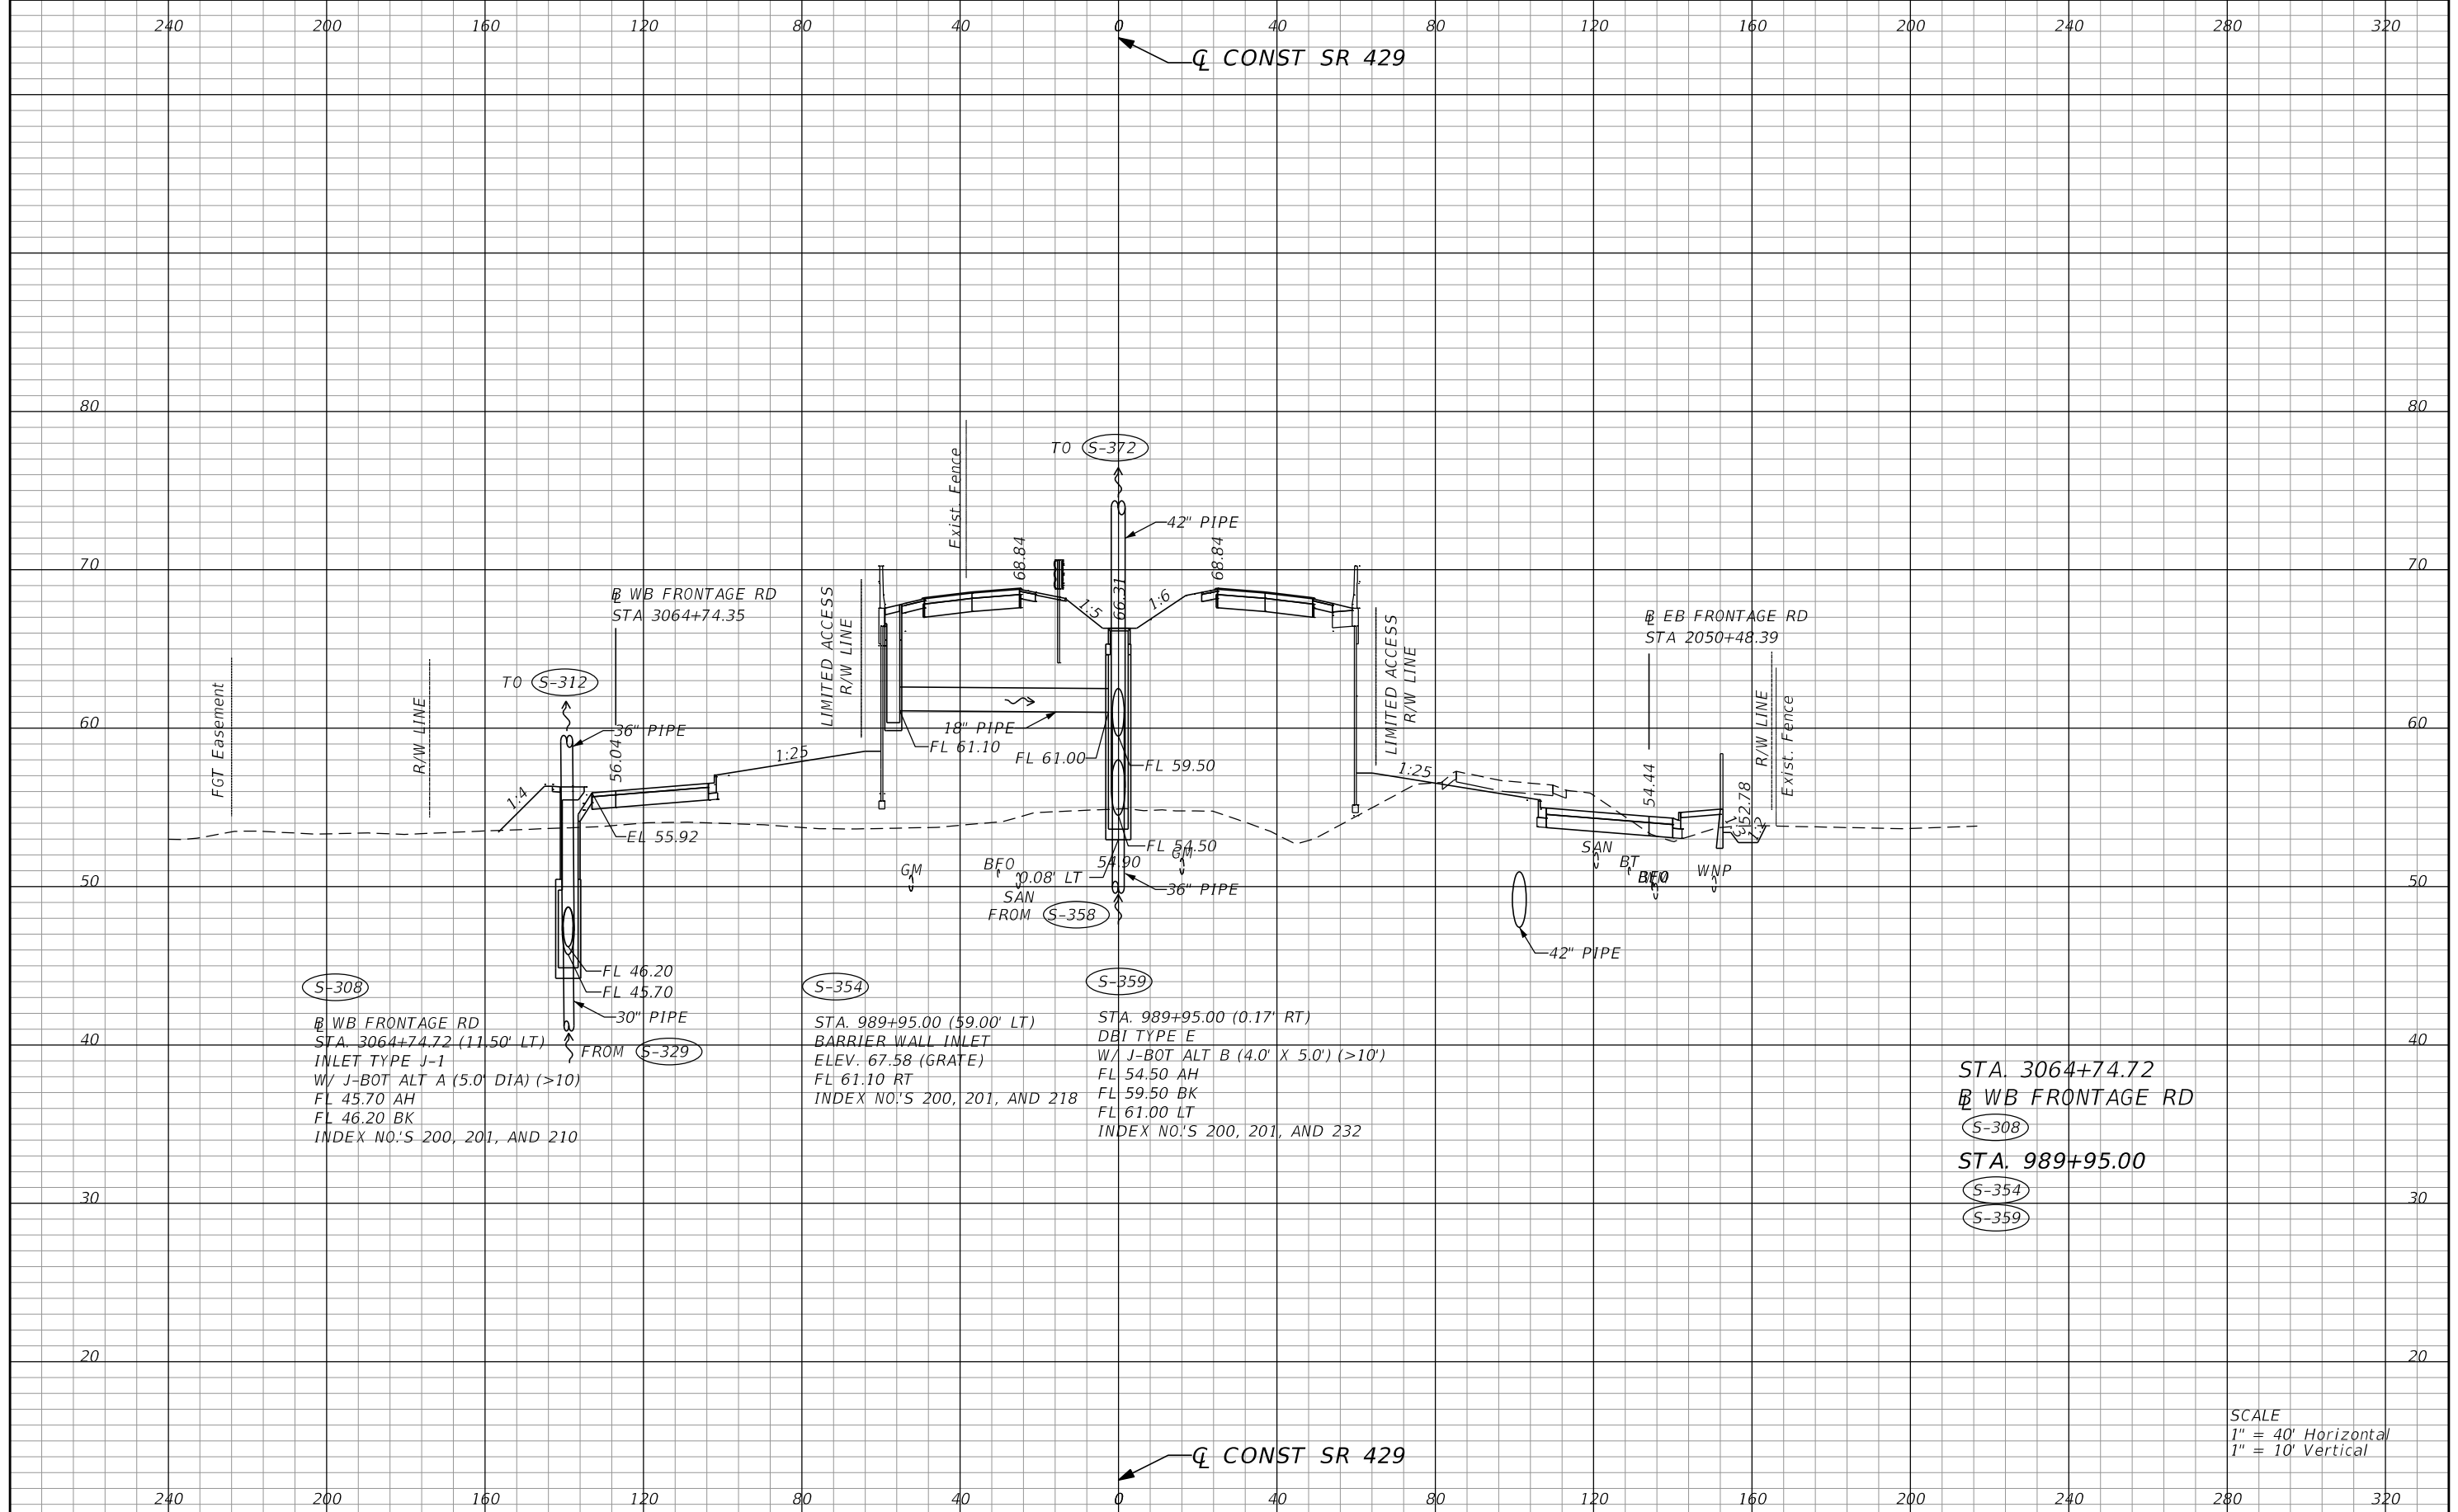 240 200 160 120 80 40 0 40 80 120 160 200 240 280 320
℄ CONST SR 429
80 80
TO S-372
Exist. Fence
42" PIPE
70 70
68.84
68.84
66.31
1:5
1:6
℄ WB FRONTAGE RD
STA 3064+74.35
LIMITED ACCESS
R/W LINE
LIMITED ACCESS
R/W LINE
B̲L EB FRONTAGE RD
STA 2050+48.39
TO S-312
FGT Easement
R/W LINE
R/W LINE
Exist. Fence
60 60
36" PIPE
56.04
1:25
18" PIPE
FL 61.10
FL 61.00
FL 59.50
1:25
54.44
52.78
1:4
EL 55.92
FL 54.50
GM
BFO
54.90
GM
0.08' LT
SAN
36" PIPE
FROM S-358
SAN
BT
BFO
WNP
50 50
42" PIPE
FL 46.20
FL 45.70
30" PIPE
FROM S-329
40 40
S-308
BL WB FRONTAGE RD
STA. 3064+74.72 (11.50' LT)
INLET TYPE J-1
W/ J-BOT ALT A (5.0' DIA) (>10)
FL 45.70 AH
FL 46.20 BK
INDEX NO.'S 200, 201, AND 210
S-354
STA. 989+95.00 (59.00' LT)
BARRIER WALL INLET
ELEV. 67.58 (GRATE)
FL 61.10 RT
INDEX NO.'S 200, 201, AND 218
S-359
STA. 989+95.00 (0.17' RT)
DBI TYPE E
W/ J-BOT ALT B (4.0' X 5.0') (>10')
FL 54.50 AH
FL 59.50 BK
FL 61.00 LT
INDEX NO.'S 200, 201, AND 232
STA. 3064+74.72
BL WB FRONTAGE RD
S-308
STA. 989+95.00
S-354
S-359
30 30
20 20
SCALE
1" = 40' Horizontal
1" = 10' Vertical
℄ CONST SR 429
240 200 160 120 80 40 0 40 80 120 160 200 240 280 320